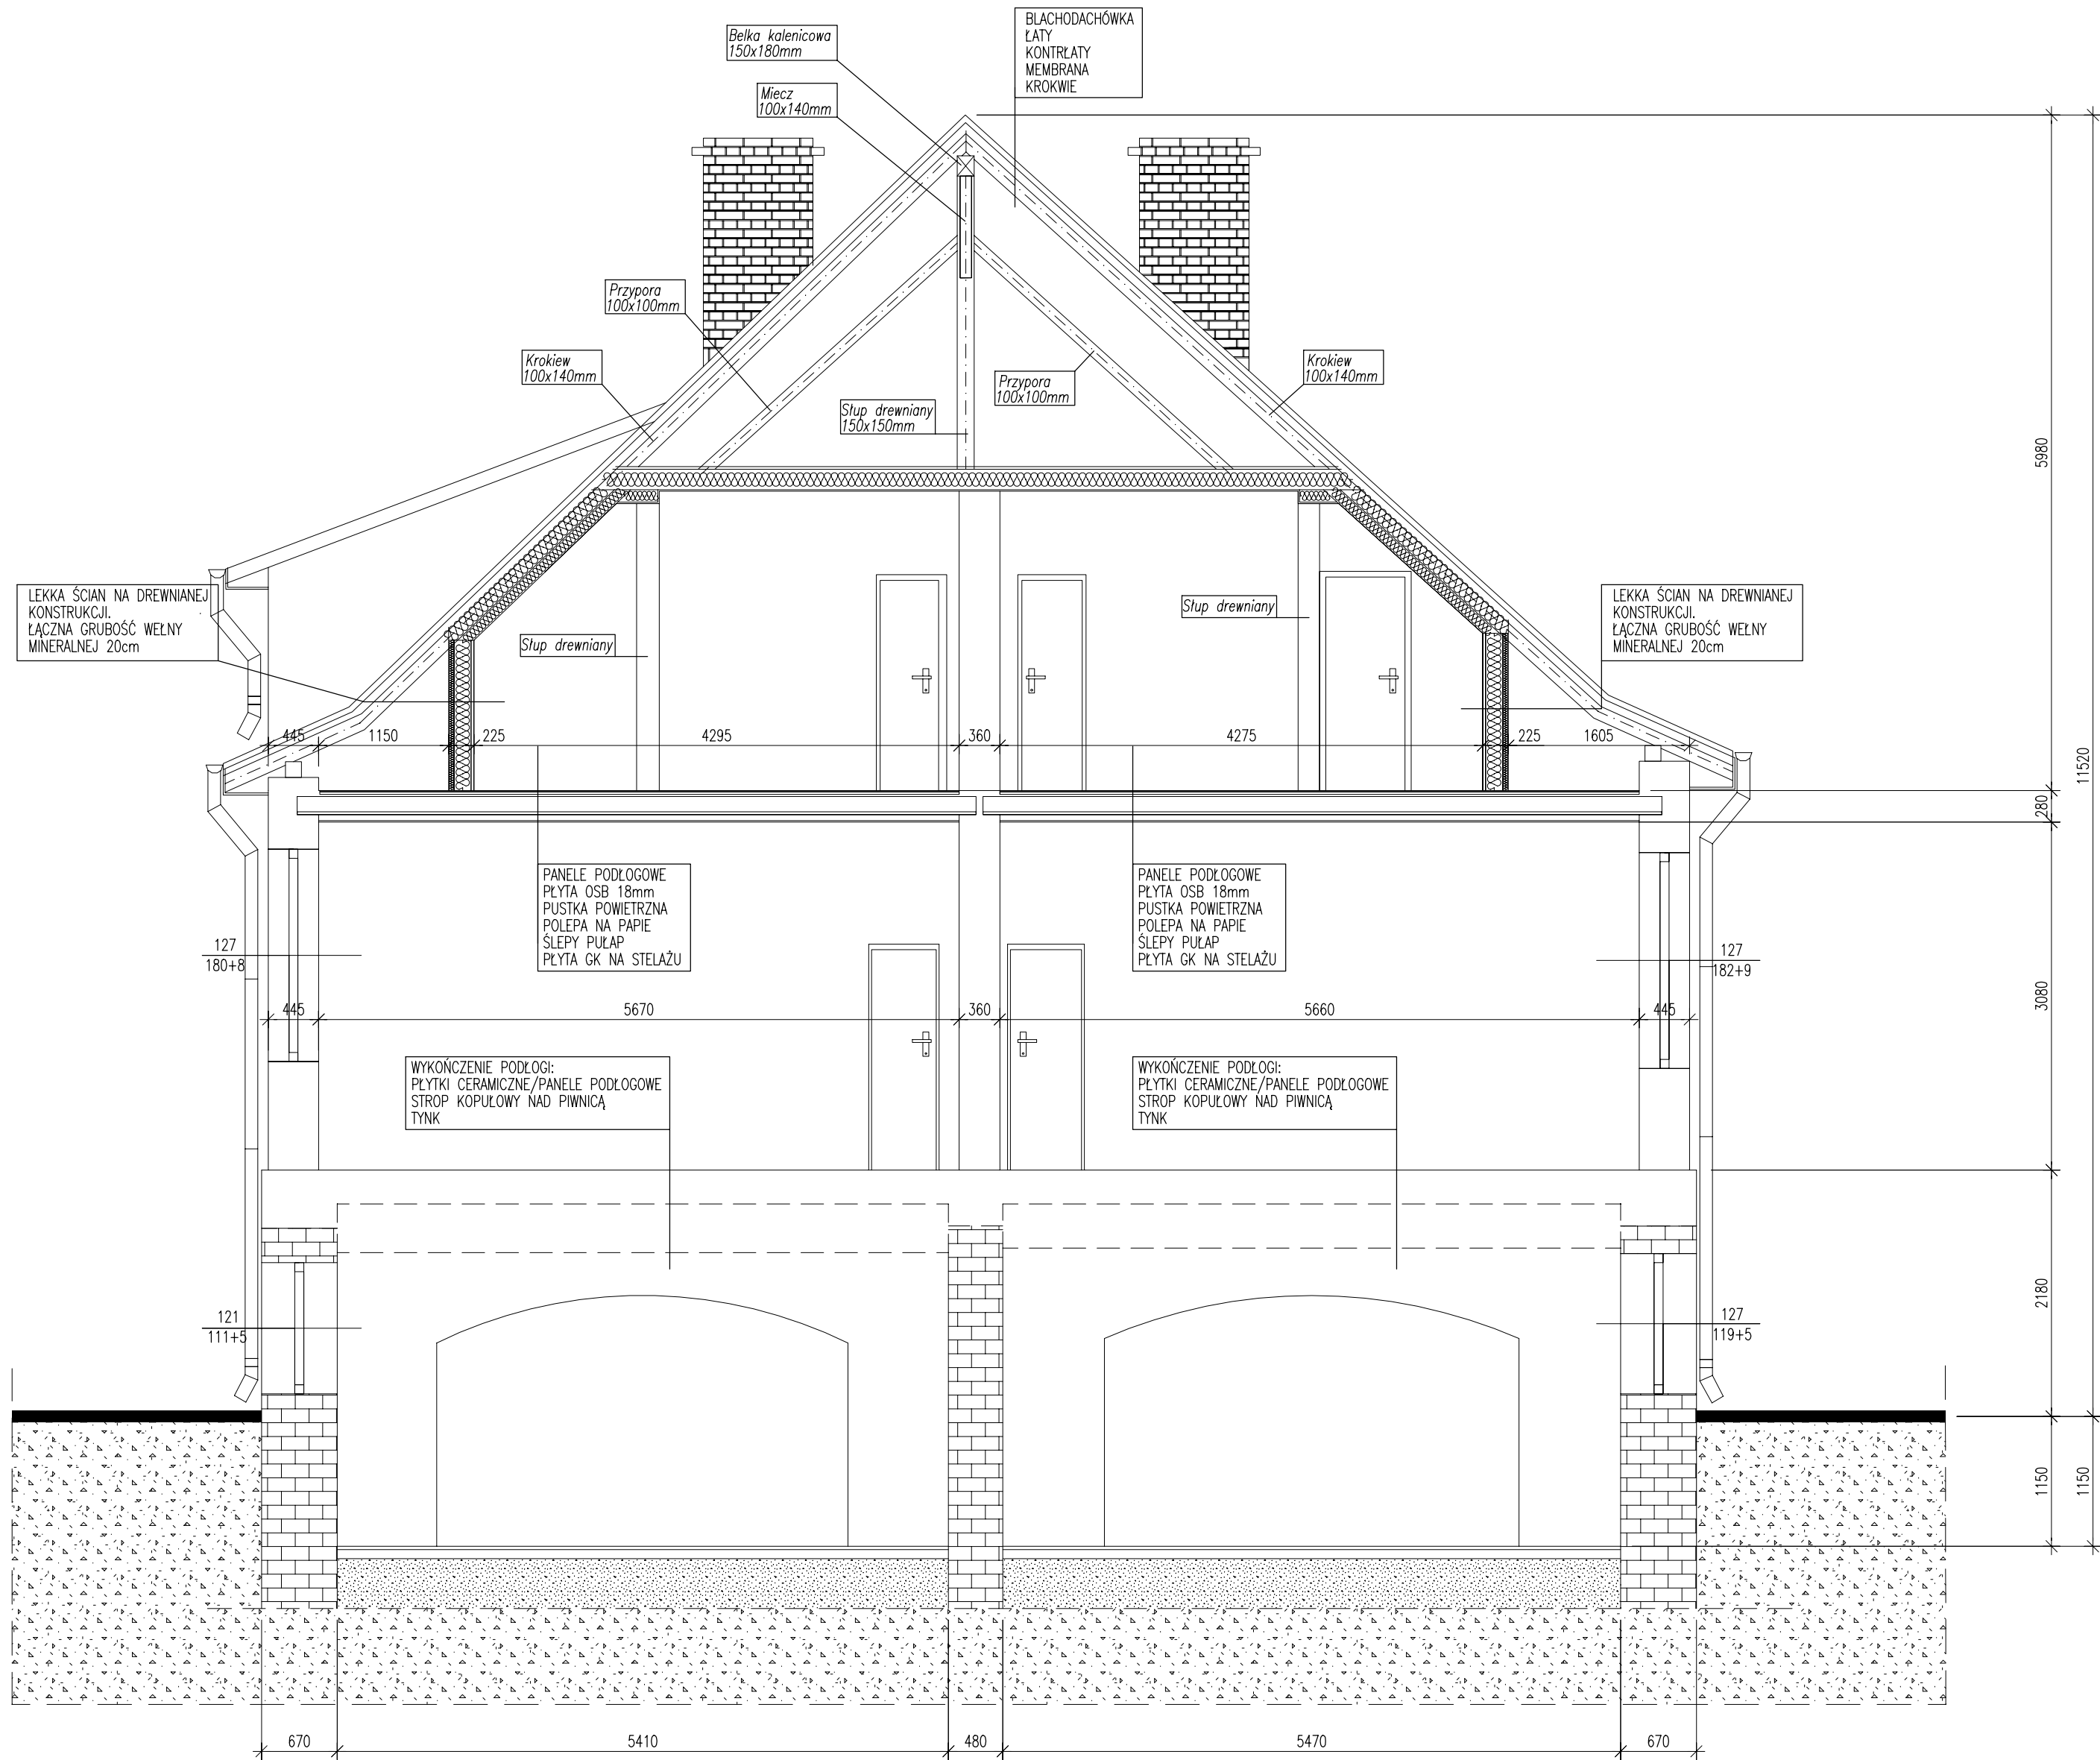 BLACHODACHÓWKA
ŁATY
KONTRŁATY
MEMBRANA
KROKWIE
Belka kalenicowa
150x180mm
Miecz
100x140mm
Przypora
100x100mm
Krokiew
100x140mm
Słup drewniany
150x150mm
Przypora
100x100mm
Krokiew
100x140mm
5980
11520
LEKKA ŚCIAN NA DREWNIANEJ
KONSTRUKCJI.
ŁĄCZNA GRUBOŚĆ WEŁNY
MINERALNEJ 20cm
Słup drewniany
Słup drewniany
LEKKA ŚCIAN NA DREWNIANEJ
KONSTRUKCJI.
ŁĄCZNA GRUBOŚĆ WEŁNY
MINERALNEJ 20cm
445 1150 225 4295 360 4275 225 1605
280
PANELE PODŁOGOWE
PŁYTA OSB 18mm
PUSTKA POWIETRZNA
POLEPA NA PAPIE
ŚLEPY PUŁAP
PŁYTA GK NA STELAŻU
PANELE PODŁOGOWE
PŁYTA OSB 18mm
PUSTKA POWIETRZNA
POLEPA NA PAPIE
ŚLEPY PUŁAP
PŁYTA GK NA STELAŻU
127
180+8
127
182+9
3080
445 5670 360 5660 445
WYKOŃCZENIE PODŁOGI:
PŁYTKI CERAMICZNE/PANELE PODŁOGOWE
STROP KOPUŁOWY NAD PIWNICĄ
TYNK
WYKOŃCZENIE PODŁOGI:
PŁYTKI CERAMICZNE/PANELE PODŁOGOWE
STROP KOPUŁOWY NAD PIWNICĄ
TYNK
121
111+5
127
119+5
2180
1150
1150
670 5410 480 5470 670